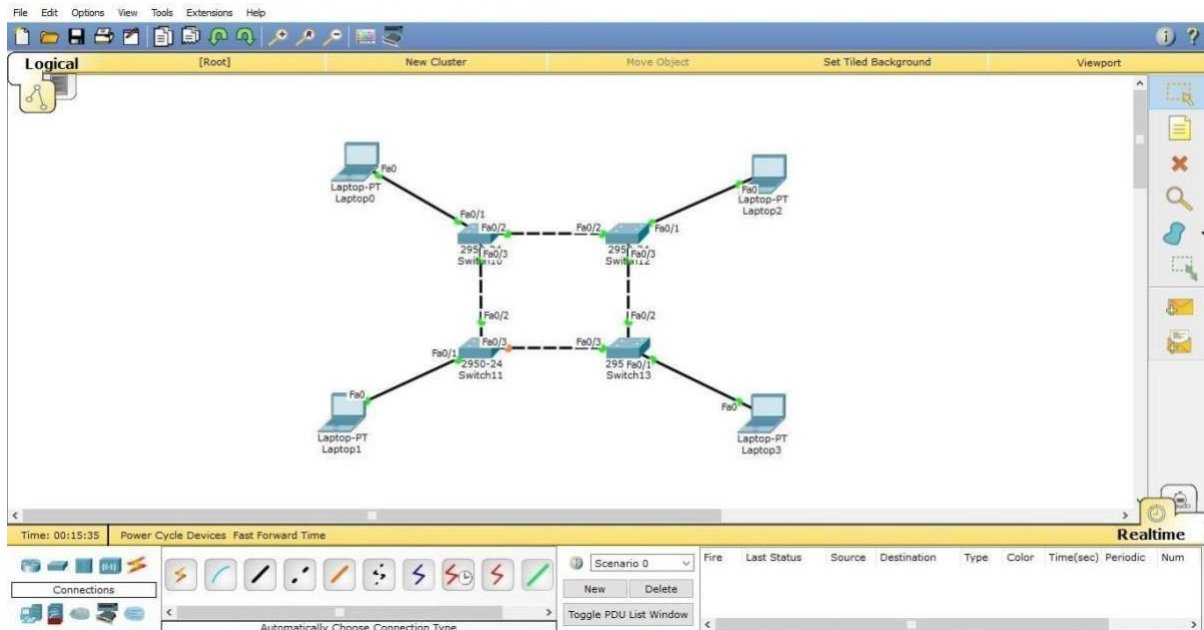 File Edit Options View Tools Extensions Help
Logical [Root] New Cluster Move Object Set Tiled Background Viewport
Fa0
Laptop-PT
Laptop0
Fa0
Laptop-PT
Laptop2
Fa0/1
Fa0/2
Fa0/3
Fa0/2
Fa0/1
Fa0/3
Fa0/2
Fa0/1
Fa0/3
2950-24
Switch11
Fa0/2
Fa0/3
Fa0/1
Switch13
Fa0
Laptop-PT
Laptop1
Fa0
Laptop-PT
Laptop3
Time: 00:15:35 Power Cycle Devices Fast Forward Time Realtime
Connections
Automatically Choose Connection Type
Scenario 0
New Delete
Toggle PDU List Window
Fire Last Status Source Destination Type Color Time(sec) Periodic Num